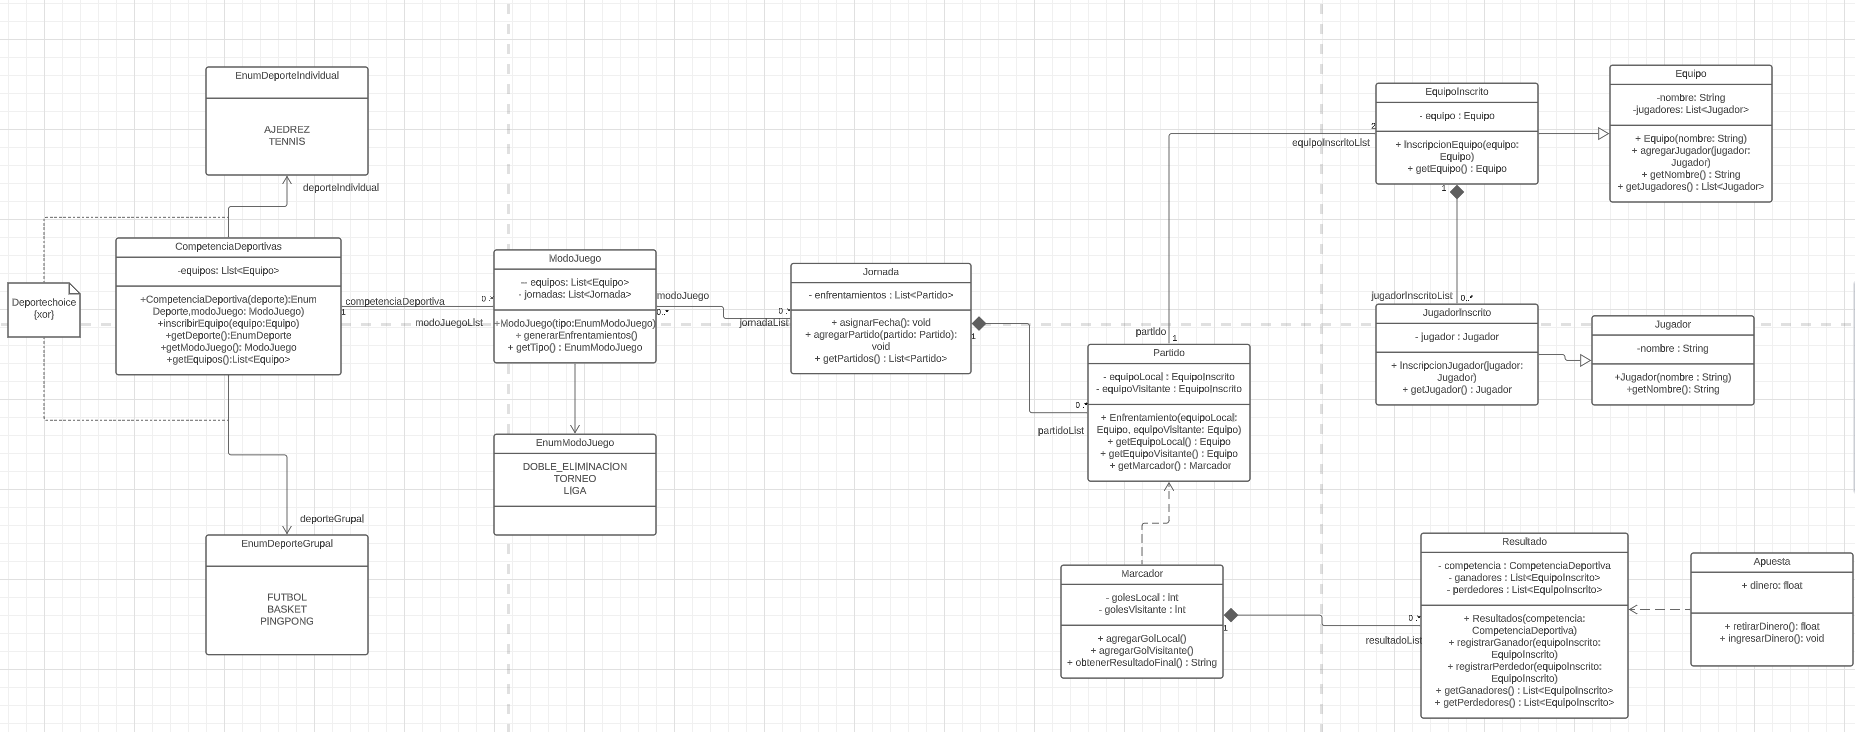 EnumDeporteIndividual
AJEDREZ
TENNIS
deporteIndividual
Deportechoice
{xor}
CompetenciaDeportivas
-equipos: List<Equipo>
+CompetenciaDeportiva(deporte):Enum
Deporte,modoJuego: ModoJuego)
+inscribirEquipo(equipo:Equipo)
+getDeporte():EnumDeporte
+getModoJuego(): ModoJuego
+getEquipos():List<Equipo>
competenciaDeportiva
1
0..*
modoJuegoList
deporteGrupal
EnumDeporteGrupal
FUTBOL
BASKET
PINGPONG
ModoJuego
-- equipos: List<Equipo>
- jornadas: List<Jornada>
+ModoJuego(tipo:EnumModoJuego)
+ generarEnfrentamientos()
+ getTipo() : EnumModoJuego
modoJuego
0..*
0..*
jornadaList
EnumModoJuego
DOBLE_ELIMINACION
TORNEO
LIGA
Jornada
- enfrentamientos : List<Partido>
+ asignarFecha(): void
+ agregarPartido(partido: Partido):
void
+ getPartidos() : List<Partido>
1
0..*
partidoList
partido
1
Partido
- equipoLocal : EquipoInscrito
- equipoVisitante : EquipoInscrito
+ Enfrentamiento(equipoLocal:
Equipo, equipoVisitante: Equipo)
+ getEquipoLocal() : Equipo
+ getEquipoVisitante() : Equipo
+ getMarcador() : Marcador
Marcador
- golesLocal : Int
- golesVisitante : Int
+ agregarGolLocal()
+ agregarGolVisitante()
+ obtenerResultadoFinal() : String
1
0..*
resultadoList
2
equipoInscritoList
EquipoInscrito
- equipo : Equipo
+ InscripcionEquipo(equipo:
Equipo)
+ getEquipo() : Equipo
1
Equipo
-nombre: String
-jugadores: List<Jugador>
+ Equipo(nombre: String)
+ agregarJugador(jugador:
Jugador)
+ getNombre() : String
+ getJugadores() : List<Jugador>
jugadorInscritoList
0..*
JugadorInscrito
- jugador : Jugador
+ InscripcionJugador(jugador:
Jugador)
+ getJugador() : Jugador
Jugador
-nombre : String
+Jugador(nombre : String)
+getNombre(): String
Resultado
- competencia : CompetenciaDeportiva
- ganadores : List<EquipoInscrito>
- perdedores : List<EquipoInscrito>
+ Resultados(competencia:
CompetenciaDeportiva)
+ registrarGanador(equipoInscrito:
EquipoInscrito)
+ registrarPerdedor(equipoInscrito:
EquipoInscrito)
+ getGanadores() : List<EquipoInscrito>
+ getPerdedores() : List<EquipoInscrito>
Apuesta
+ dinero: float
+ retirarDinero(): float
+ ingresarDinero(): void